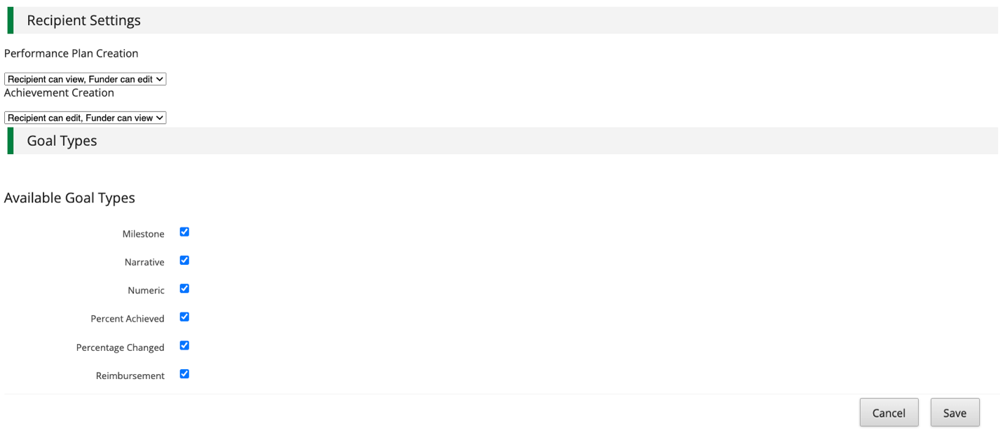 Recipient Settings
Performance Plan Creation
Recipient can view, Funder can edit
Achievement Creation
Recipient can edit, Funder can view
Goal Types
Available Goal Types
Milestone
Narrative
Numeric
Percent Achieved
Percentage Changed
Reimbursement
Cancel Save